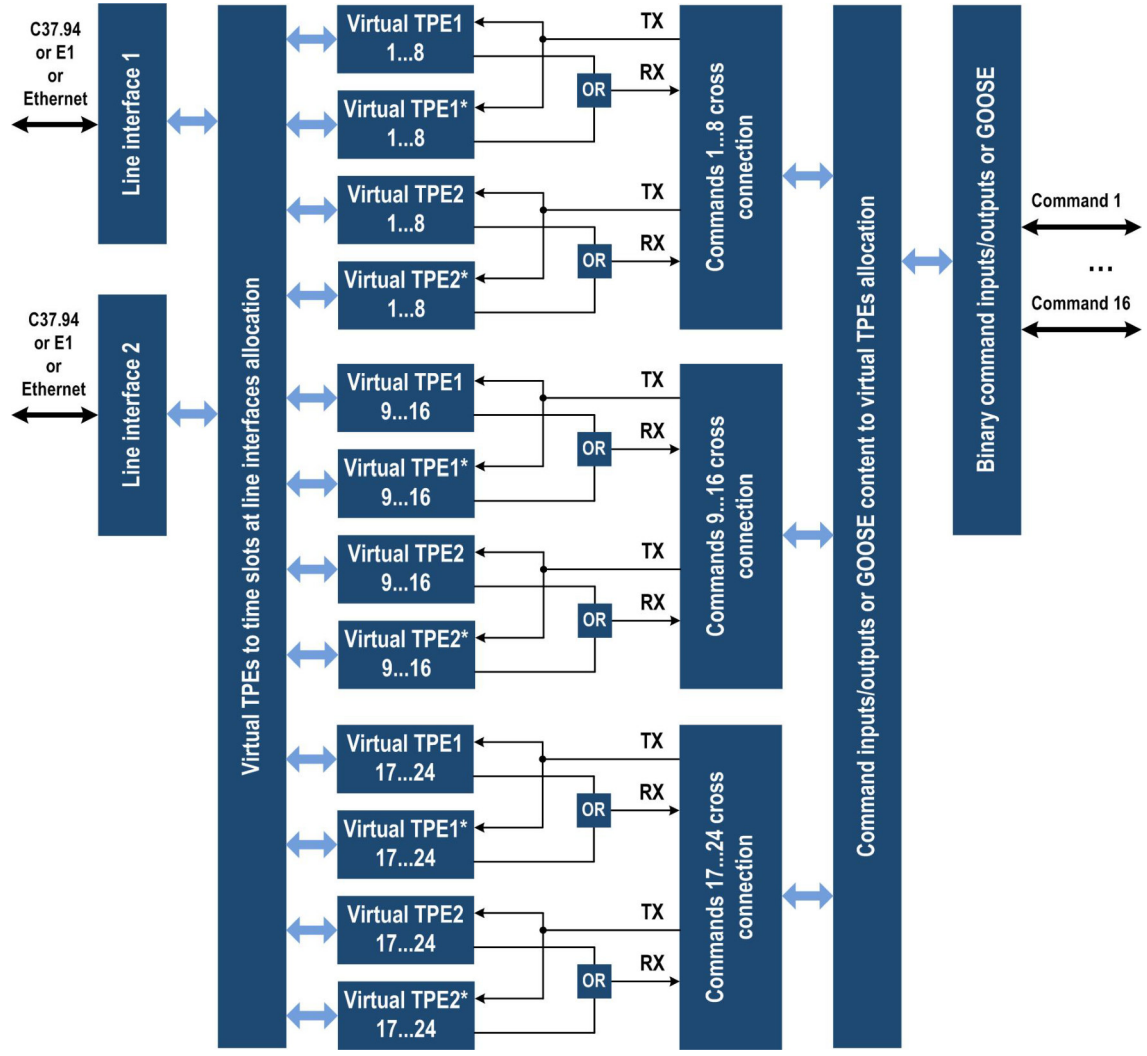 C37.94
or E1
or
Ethernet
Line interface 1
C37.94
or E1
or
Ethernet
Line interface 2
Virtual TPEs to time slots at line interfaces allocation
Virtual TPE1
1...8
Virtual TPE1*
1...8
OR
TX
RX
Virtual TPE2
1...8
Virtual TPE2*
1...8
OR
TX
RX
Commands 1...8 cross
connection
Virtual TPE1
9...16
Virtual TPE1*
9...16
OR
TX
RX
Virtual TPE2
9...16
Virtual TPE2*
9...16
OR
TX
RX
Commands 9...16 cross
connection
Virtual TPE1
17...24
Virtual TPE1*
17...24
OR
TX
RX
Virtual TPE2
17...24
Virtual TPE2*
17...24
OR
TX
RX
Commands 17...24 cross
connection
Command inputs/outputs or GOOSE content to virtual TPEs allocation
Binary command inputs/outputs or GOOSE
Command 1
...
Command 16